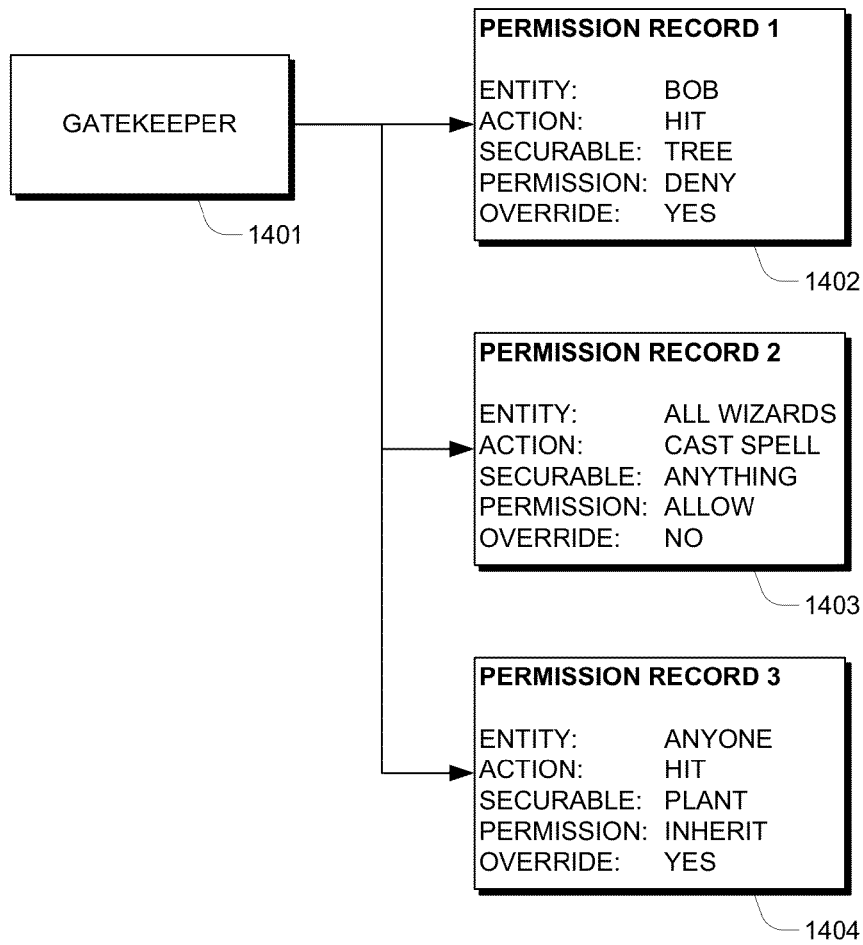 GATEKEEPER
1401
PERMISSION RECORD 1
ENTITY: BOB
ACTION: HIT
SECURABLE: TREE
PERMISSION: DENY
OVERRIDE: YES
1402
PERMISSION RECORD 2
ENTITY: ALL WIZARDS
ACTION: CAST SPELL
SECURABLE: ANYTHING
PERMISSION: ALLOW
OVERRIDE: NO
1403
PERMISSION RECORD 3
ENTITY: ANYONE
ACTION: HIT
SECURABLE: PLANT
PERMISSION: INHERIT
OVERRIDE: YES
1404